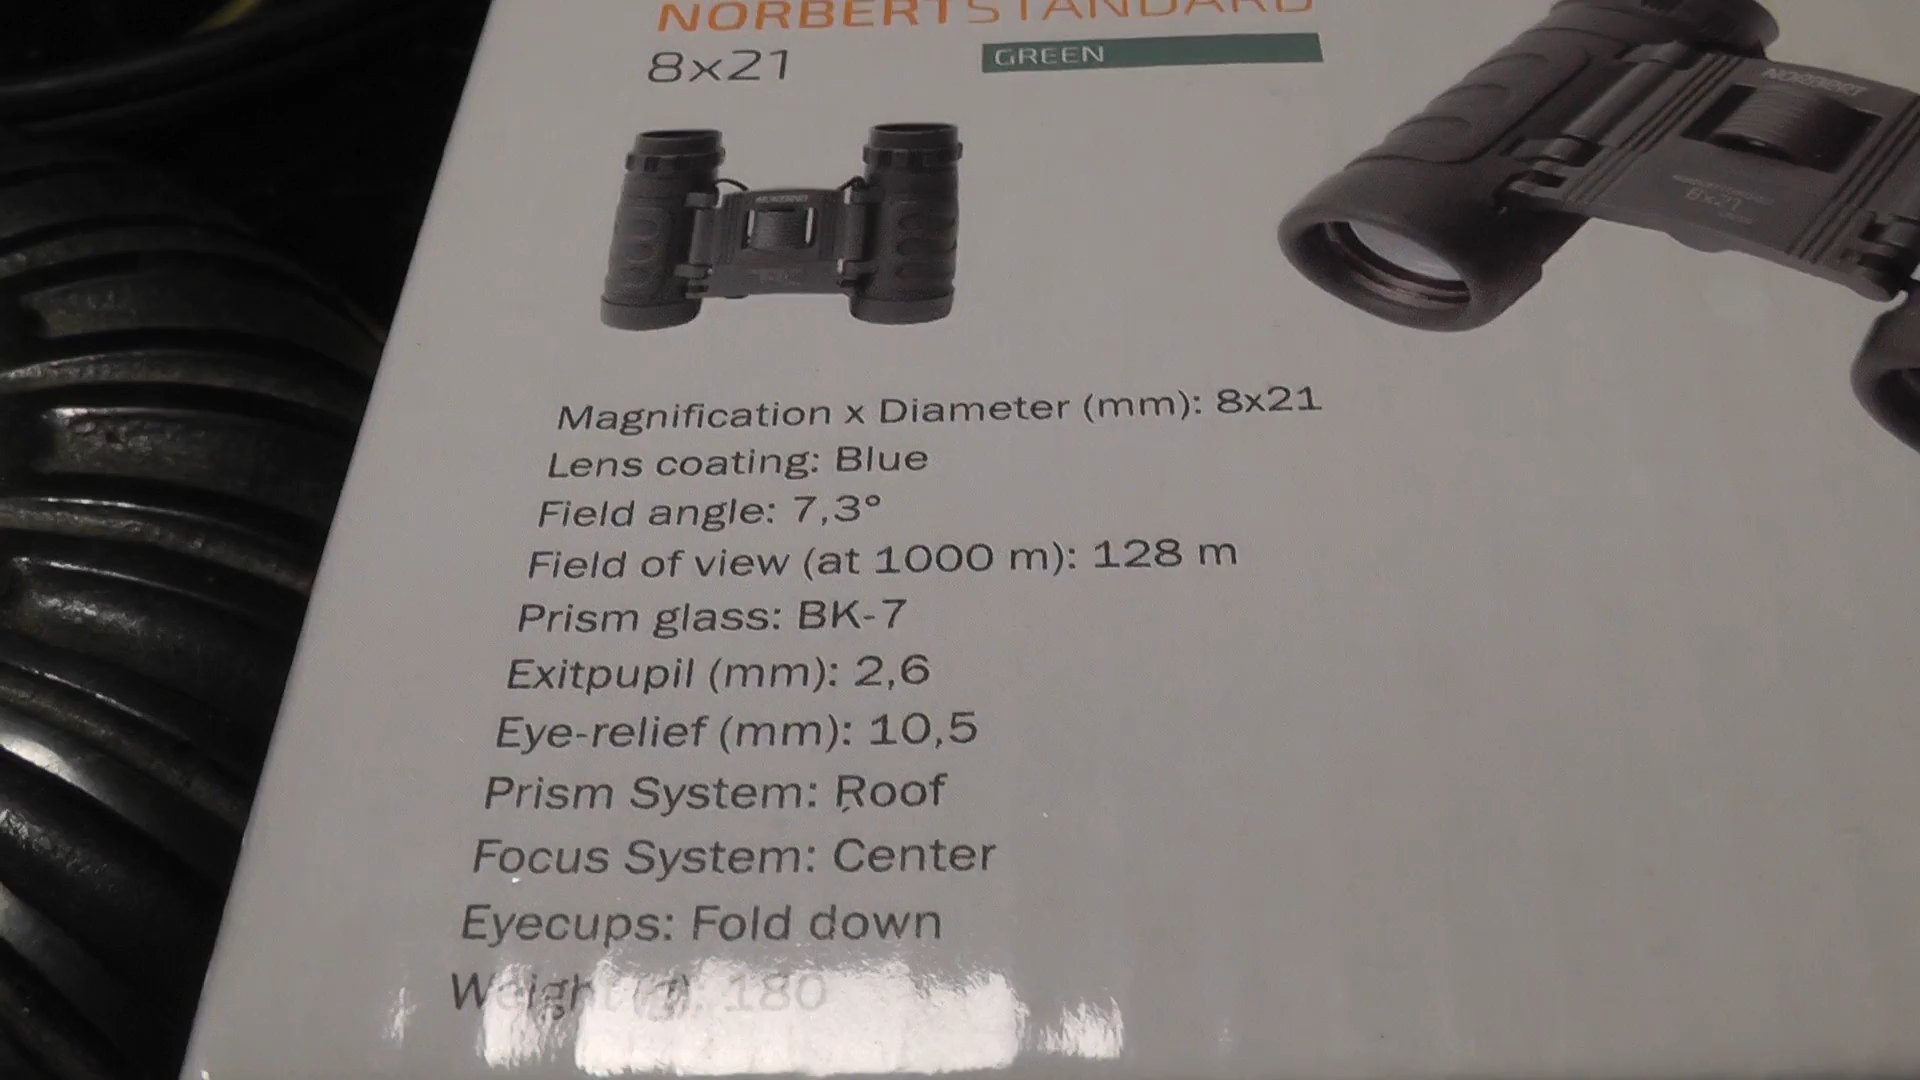 NORBERTSTANDARD
8x21
GREEN
NORBERT
Magnification x Diameter (mm): 8x21
Lens coating: Blue
Field angle: 7,3°
Field of view (at 1000 m): 128 m
Prism glass: BK-7
Exitpupil (mm): 2,6
Eye-relief (mm): 10,5
Prism System: Roof
Focus System: Center
Eyecups: Fold down
Weight (g): 180